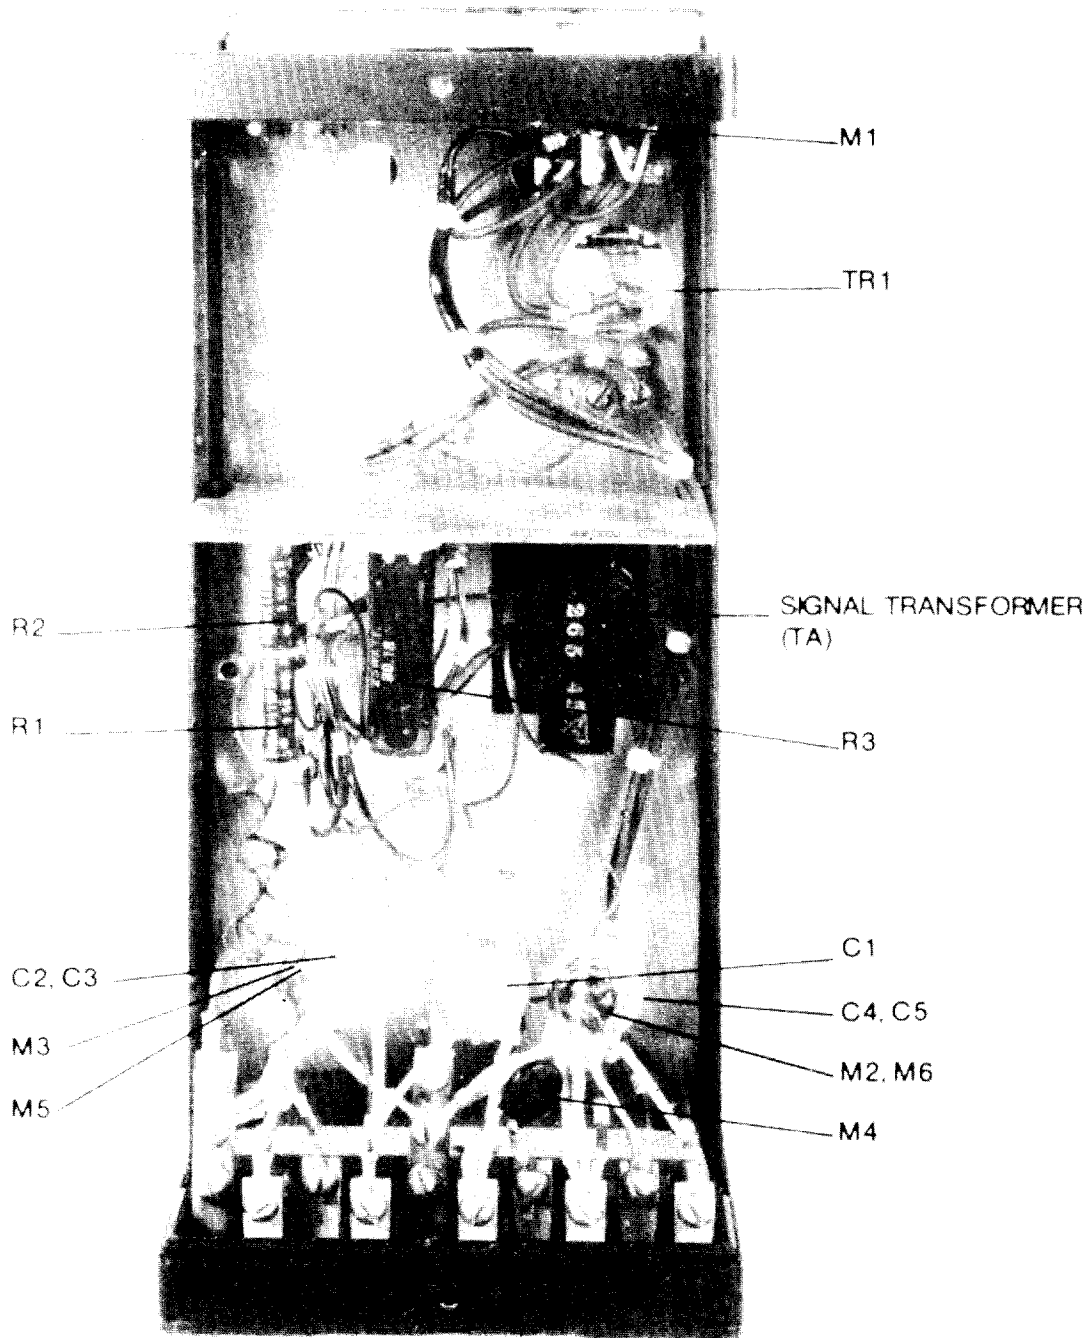 M1
TR1
SIGNAL TRANSFORMER
(TA)
R2
R1
R3
C1
C2, C3
C4, C5
M3
M2, M6
M5
M4